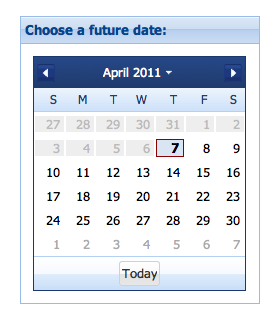 Choose a future date:
April 2011
S M T W T F S
27 28 29 30 31 1 2
3 4 5 6 7 8 9
10 11 12 13 14 15 16
17 18 19 20 21 22 23
24 25 26 27 28 29 30
1 2 3 4 5 6 7
Today